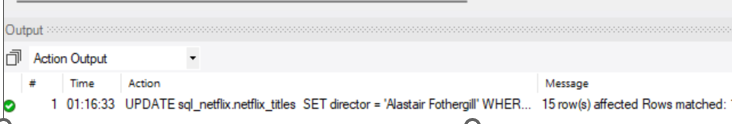 Output
Action Output
# Time Action Message
1 01:16:33 UPDATE sql_netflix.netflix_titles SET director = 'Alastair Fothergill' WHER... 15 row(s) affected Rows matched: